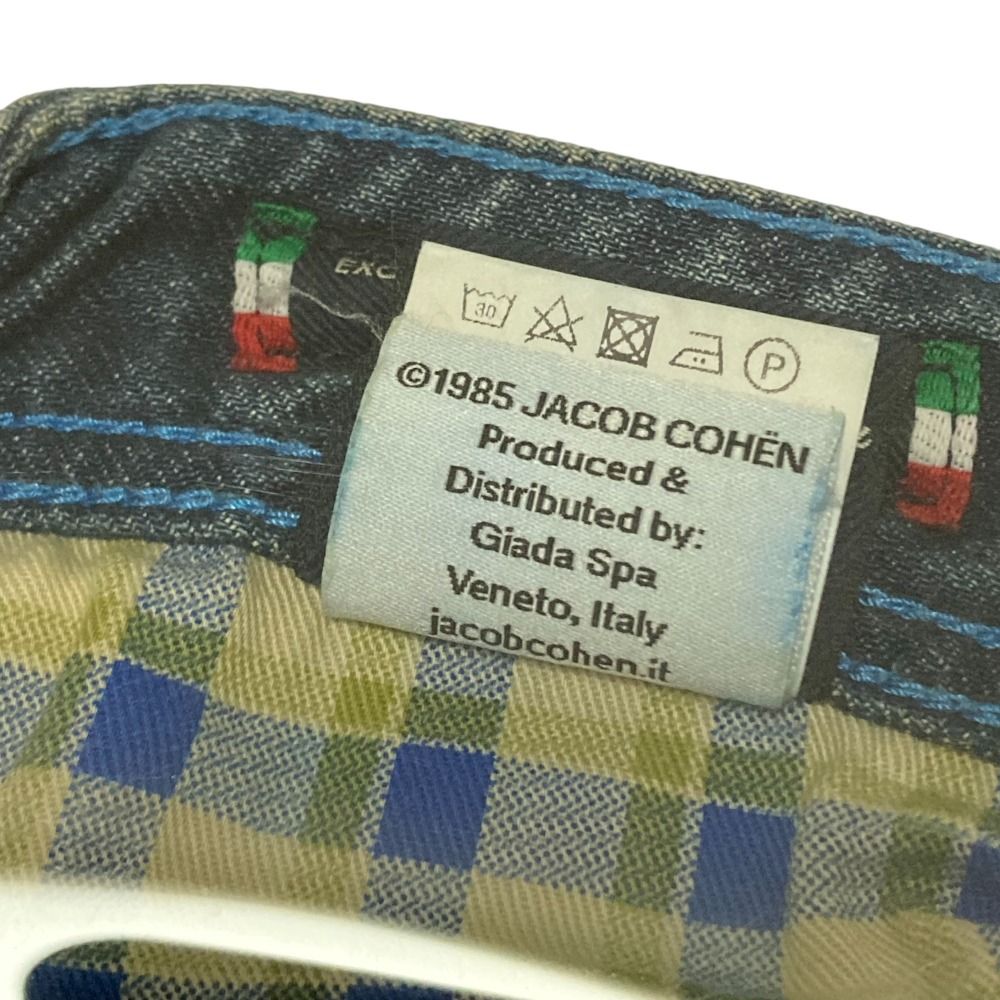 30 P
©1985 JACOB COHËN
Produced &
Distributed by:
Giada Spa
Veneto, Italy
jacobcohen.it